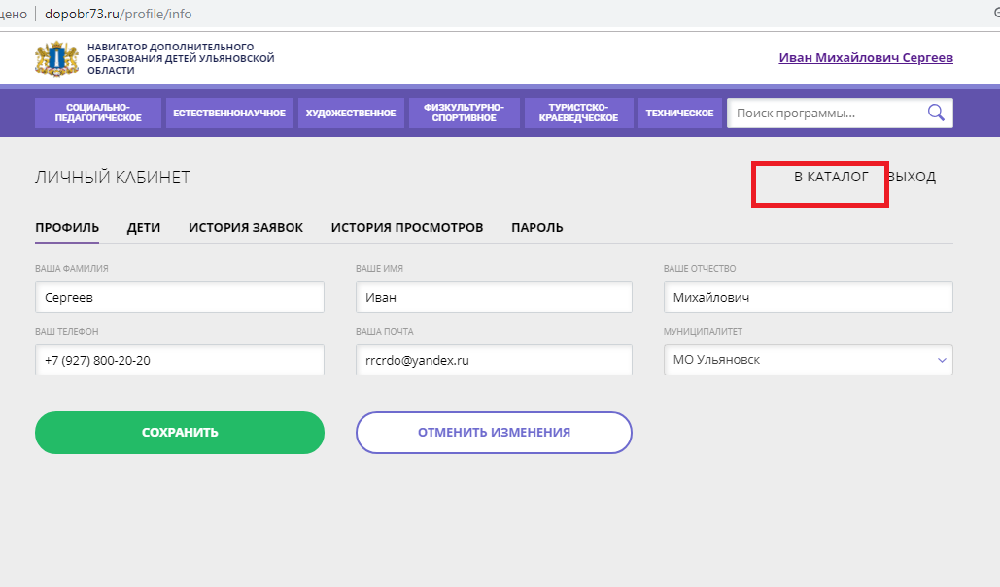 цено dopobr73.ru/profile/info
НАВИГАТОР ДОПОЛНИТЕЛЬНОГО
ОБРАЗОВАНИЯ ДЕТЕЙ УЛЬЯНОВСКОЙ
ОБЛАСТИ
Иван Михайлович Сергеев
СОЦИАЛЬНО-
ПЕДАГОГИЧЕСКОЕ
ЕСТЕСТВЕННОНАУЧНОЕ
ХУДОЖЕСТВЕННОЕ
ФИЗКУЛЬТУРНО-
СПОРТИВНОЕ
ТУРИСТСКО-
КРАЕВЕДЧЕСКОЕ
ТЕХНИЧЕСКОЕ
Поиск программы...
ЛИЧНЫЙ КАБИНЕТ
В КАТАЛОГ ВЫХОД
ПРОФИЛЬ ДЕТИ ИСТОРИЯ ЗАЯВОК ИСТОРИЯ ПРОСМОТРОВ ПАРОЛЬ
ВАША ФАМИЛИЯ ВАШЕ ИМЯ ВАШЕ ОТЧЕСТВО
Сергеев Иван Михайлович
ВАШ ТЕЛЕФОН ВАША ПОЧТА МУНИЦИПАЛИТЕТ
+7 (927) 800-20-20 rrcrdo@yandex.ru МО Ульяновск
СОХРАНИТЬ ОТМЕНИТЬ ИЗМЕНЕНИЯ